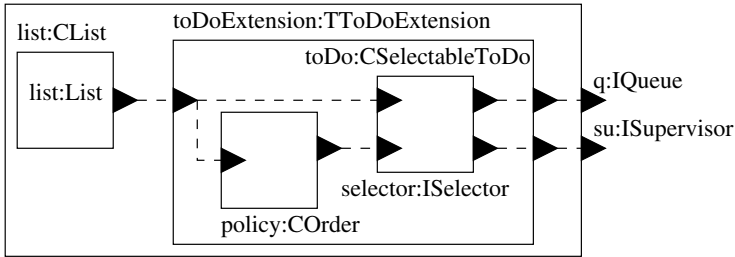 toDoExtension:TToDoExtension
list:CList
toDo:CSelectableToDo
q:IQueue
list:List
su:ISupervisor
selector:ISelector
policy:COrder